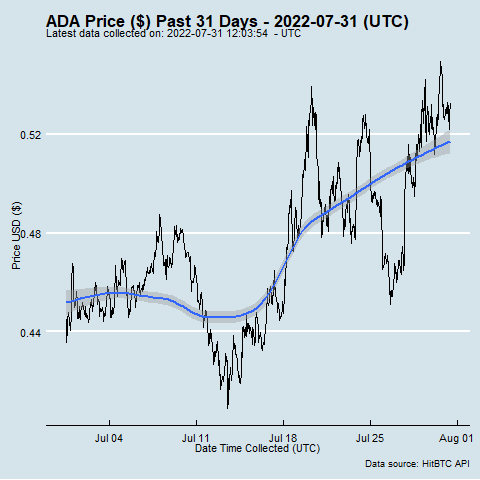 ADA Price ($) Past 31 Days - 2022-07-31 (UTC)
Latest data collected on: 2022-07-31 12:03:54 - UTC
Price USD ($)
0.52
0.48
0.44
Jul 04 Jul 11 Jul 18 Jul 25 Aug 01
Date Time Collected (UTC)
Data source: HitBTC API